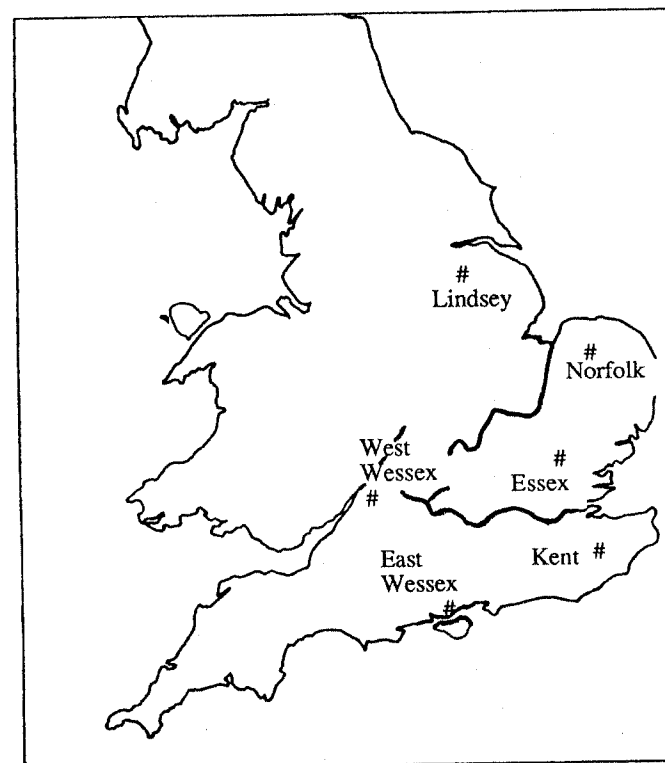 #
Lindsey
#
Norfolk
West
Wessex
#
#
Essex
East
Wessex
#
Kent #